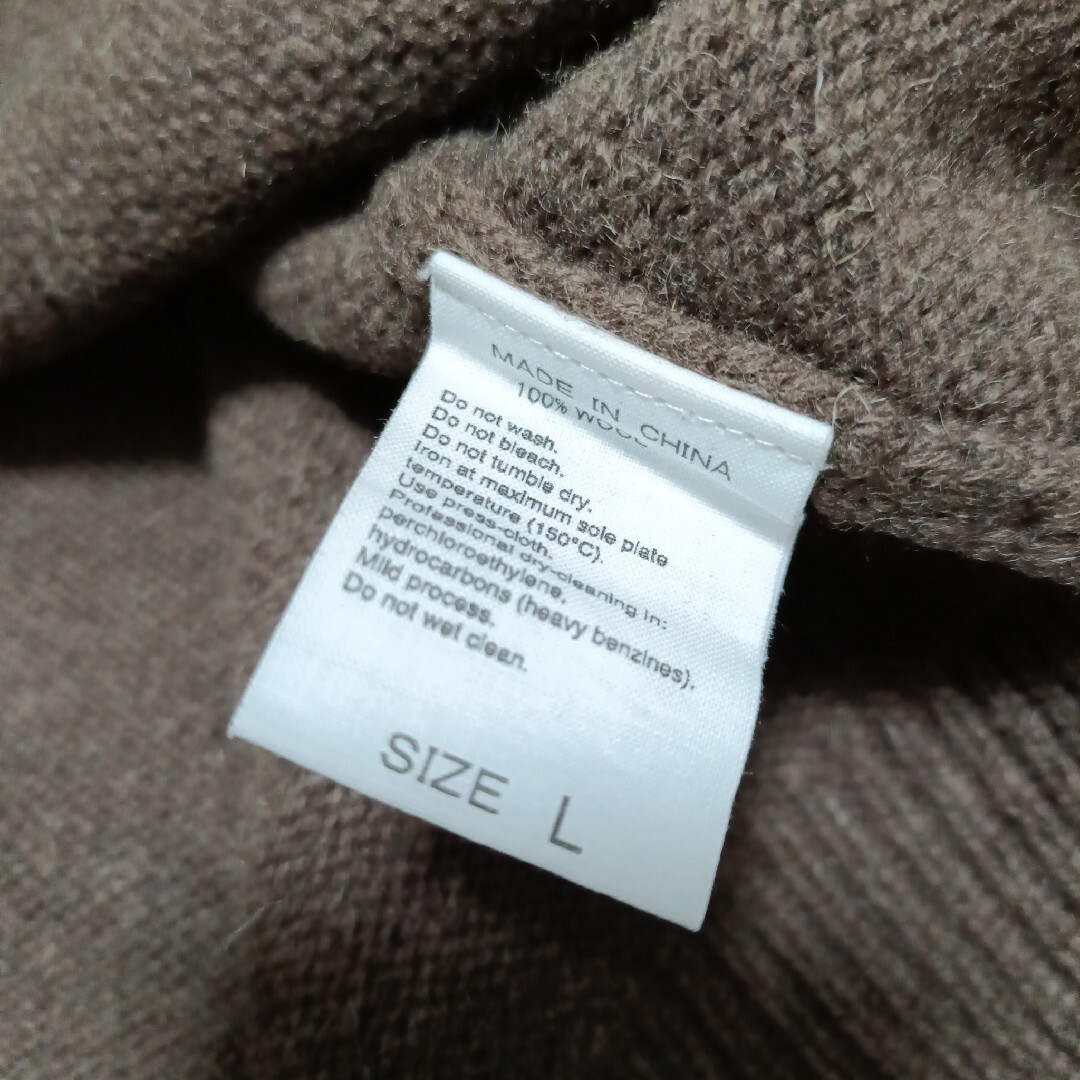 MADE IN CHINA
100% WOOL
Do not wash.
Do not bleach.
Do not tumble dry.
Iron at maximum sole plate
temperature (150°C).
Use press-cloth.
Professional dry-cleaning in:
perchloroethylene,
hydrocarbons (heavy benzines).
Mild process.
Do not wet clean.
SIZE L